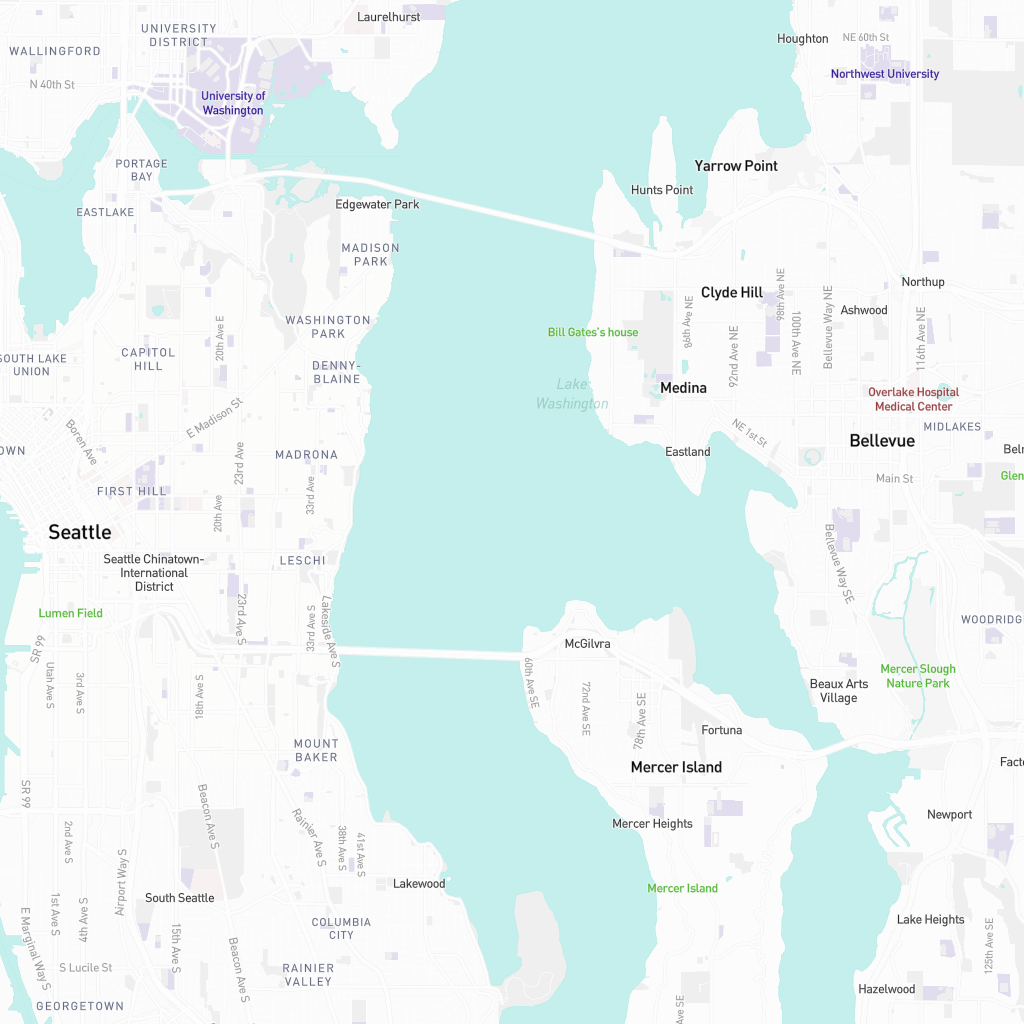 Laurelhurst
UNIVERSITY
DISTRICT
Houghton
NE 60th St
WALLINGFORD
Northwest University
N 40th St
University of
Washington
PORTAGE
BAY
Yarrow Point
Hunts Point
Edgewater Park
EASTLAKE
MADISON
PARK
Northup
Clyde Hill
98th Ave NE
Ashwood
86th Ave NE
Bellevue Way NE
WASHINGTON
PARK
Bill Gates's house
20th Ave E
92nd Ave NE
100th Ave NE
116th Ave NE
SOUTH LAKE
UNION
CAPITOL
HILL
DENNY-
BLAINE
Lake
Washington
Medina
Overlake Hospital
Medical Center
E Madison St
MIDLAKES
Boren Ave
NE 1st St
Bellevue
OWN
MADRONA
23rd Ave
Eastland
Belr
Main St
Glen
FIRST HILL
20th Ave
33rd Ave
Seattle
Seattle Chinatown-
International
District
LESCHI
Bellevue Way SE
Lumen Field
23rd Ave S
33rd Ave S
Lakeside Ave S
WOODRIDG
SR 99
McGilvra
Mercer Slough
Nature Park
Utah Ave S
3rd Ave S
18th Ave S
60th Ave SE
72nd Ave SE
78th Ave SE
Beaux Arts
Village
Fortuna
MOUNT
BAKER
Mercer Island
Facto
SR 99
Beacon Ave S
Newport
2nd Ave S
Rainier Ave S
38th Ave S
41st Ave S
Mercer Heights
Airport Way S
Lakewood
Mercer Island
South Seattle
1st Ave S
4th Ave S
COLUMBIA
CITY
Lake Heights
E Marginal Way S
15th Ave S
125th Ave SE
S Lucile St
Beacon Ave S
RAINIER
VALLEY
Hazelwood
GEORGETOWN
Ave SE